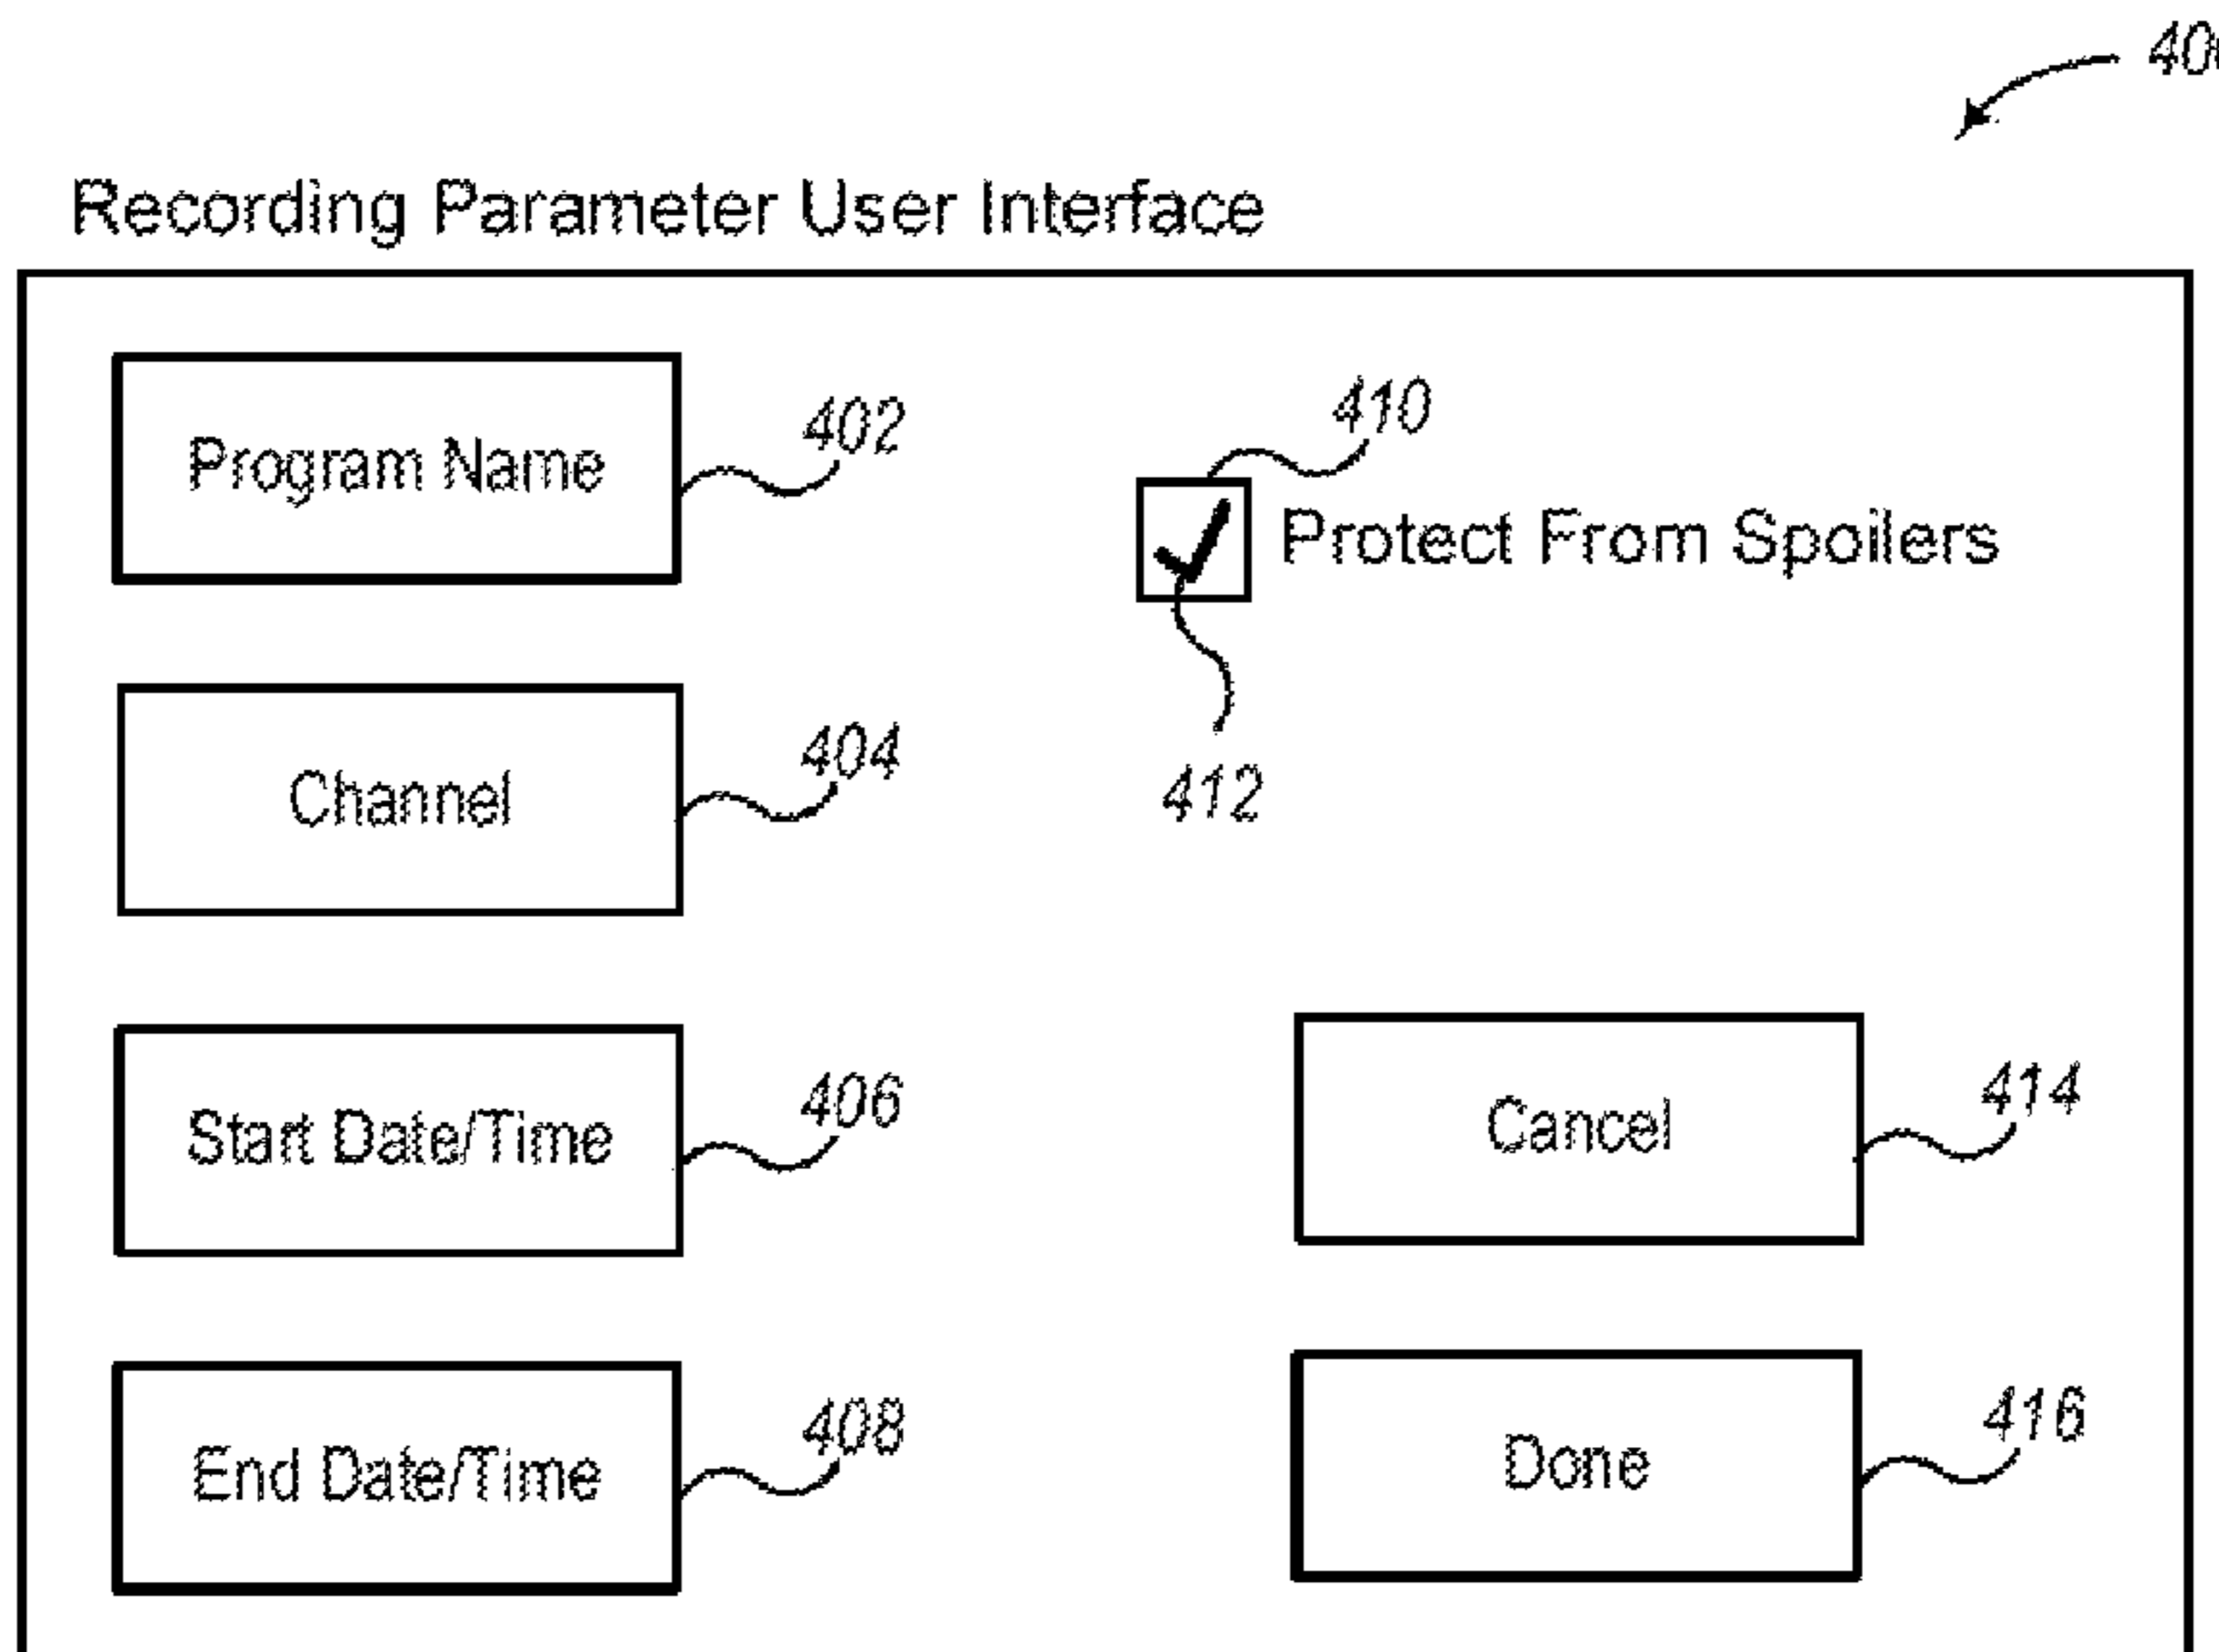 Recording Parameter User Interface
Program Name
402
410
Protect From Spoilers
412
Channel
404
Start Date/Time
406
Cancel
414
End Date/Time
408
Done
416